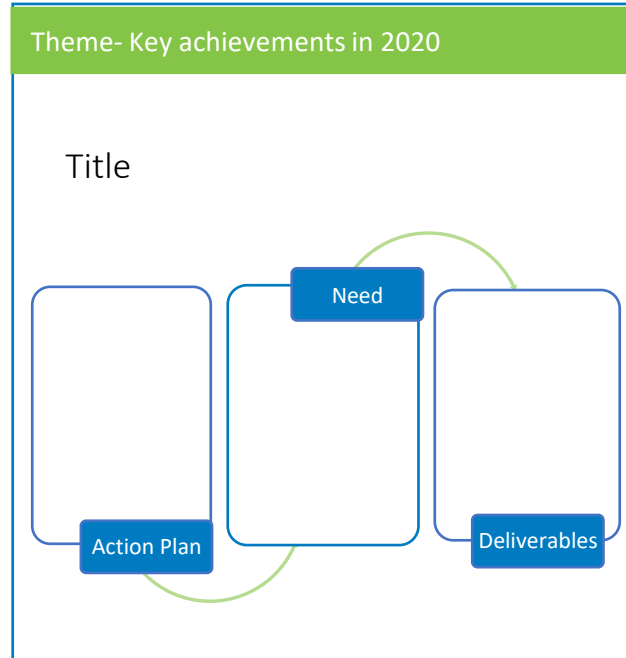 Theme- Key achievements in 2020
Title
Need
Action Plan
Deliverables